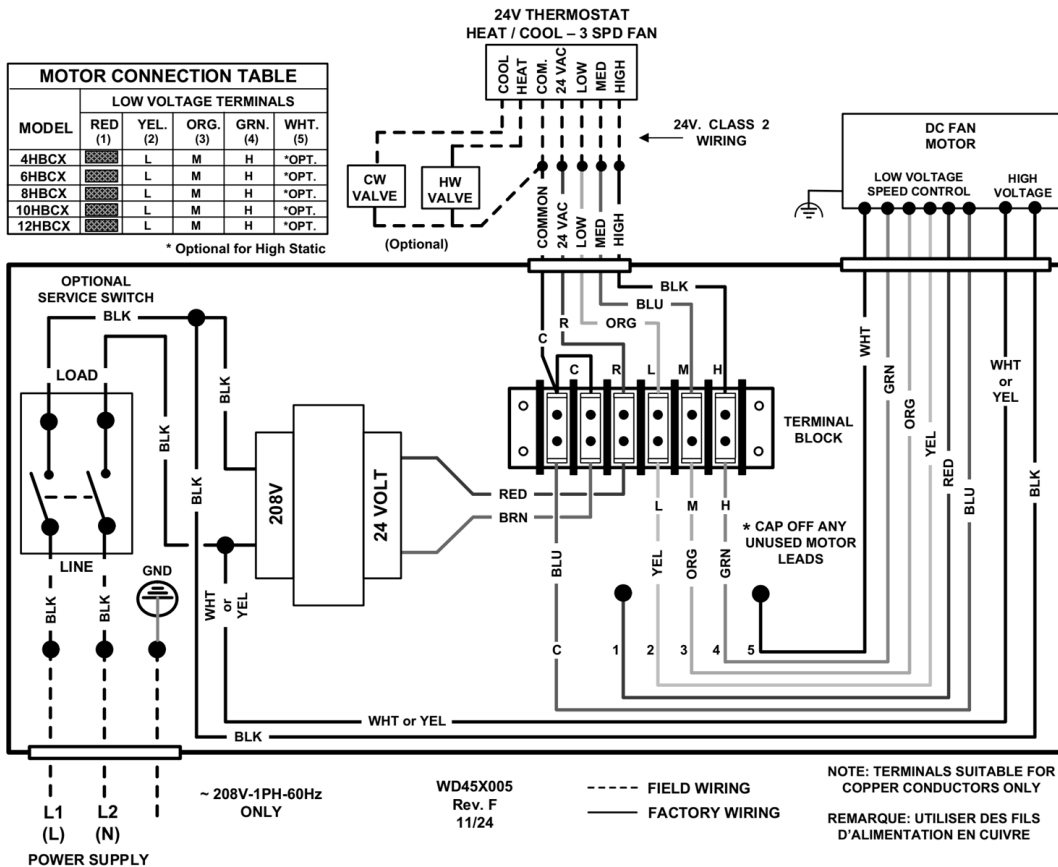 24V THERMOSTAT
HEAT / COOL – 3 SPD FAN
COOL
HEAT
COM.
24 VAC
LOW
MED
HIGH
MOTOR CONNECTION TABLE
LOW VOLTAGE TERMINALS
MODEL RED (1) YEL. (2) ORG. (3) GRN. (4) WHT. (5)
4HBCX L M H *OPT.
6HBCX L M H *OPT.
8HBCX L M H *OPT.
10HBCX L M H *OPT.
12HBCX L M H *OPT.
* Optional for High Static
CW
VALVE
HW
VALVE
(Optional)
24V. CLASS 2
WIRING
COMMON
24 VAC
LOW
MED
HIGH
DC FAN
MOTOR
LOW VOLTAGE
SPEED CONTROL
HIGH
VOLTAGE
OPTIONAL
SERVICE SWITCH
BLK
LOAD
LINE
BLK
BLK
BLK
BLK
BLK
GND
WHT
or
YEL
208V
24 VOLT
RED
BRN
BLK
BLU
ORG
R
C
C
R
L
M
H
TERMINAL
BLOCK
L
M
H
* CAP OFF ANY
UNUSED MOTOR
LEADS
BLU
YEL
ORG
GRN
C
1
2
3
4
5
WHT
GRN
ORG
YEL
RED
BLU
WHT
or
YEL
BLK
WHT or YEL
BLK
L1
(L)
L2
(N)
POWER SUPPLY
~ 208V-1PH-60Hz
ONLY
WD45X005
Rev. F
11/24
FIELD WIRING
FACTORY WIRING
NOTE: TERMINALS SUITABLE FOR
COPPER CONDUCTORS ONLY
REMARQUE: UTILISER DES FILS
D'ALIMENTATION EN CUIVRE